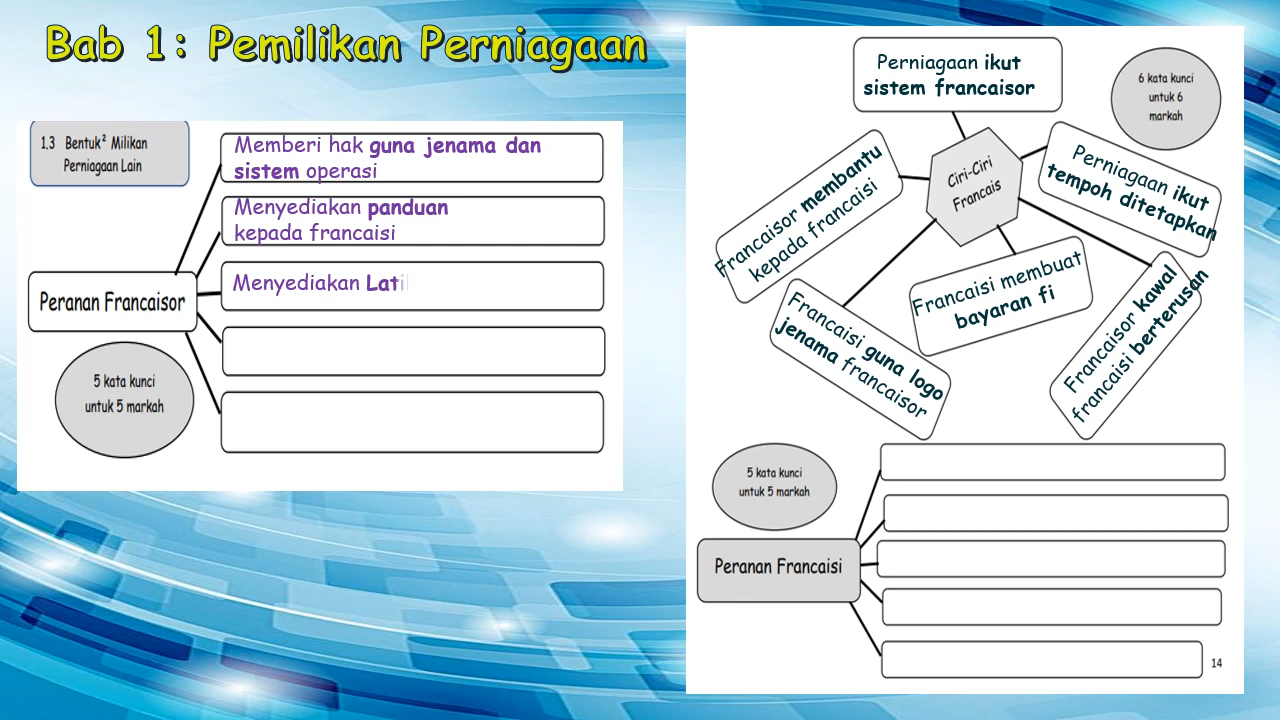 Bab 1: Pemilikan Perniagaan
1.3 Bentuk² Milikan
Perniagaan Lain
Memberi hak guna jenama dan
sistem operasi
Menyediakan panduan
kepada francaisi
Menyediakan Lati
Peranan Francaisor
5 kata kunci
untuk 5 markah
Perniagaan ikut
sistem francaisor
6 kata kunci
untuk 6
markah
Ciri-Ciri
Francais
Francaisor membantu
kepada francaisi
Perniagaan ikut
tempoh ditetapkan
Francaisi membuat
bayaran fi
Francaisi guna logo
jenama francaisor
Francaisor kawal
francaisi berterusan
5 kata kunci
untuk 5 markah
Peranan Francaisi
14